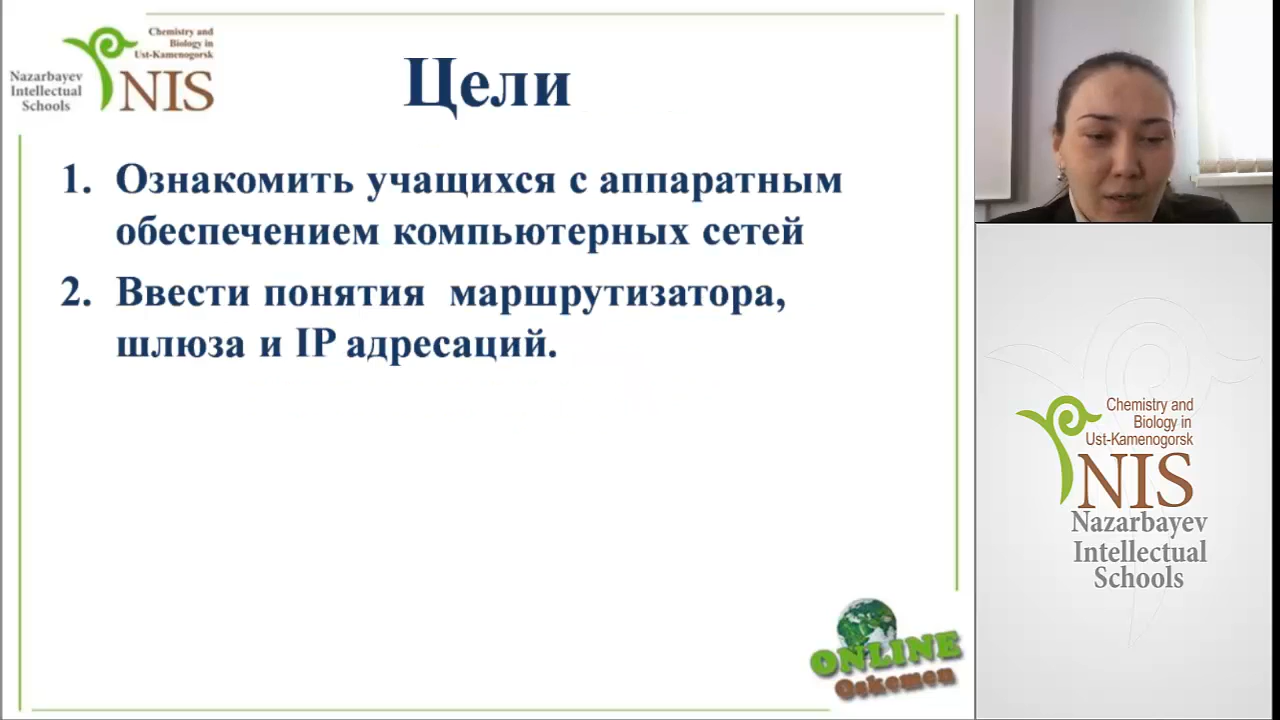 Chemistry and
Biology in
Ust-Kamenogorsk
Nazarbayev
Intellectual
Schools
NIS
Цели
1. Ознакомить учащихся с аппаратным
обеспечением компьютерных сетей
2. Ввести понятия маршрутизатора,
шлюза и IP адресаций.
ONLINE
Oskemen
Chemistry and
Biology in
Ust-Kamenogorsk
NIS
Nazarbayev
Intellectual
Schools